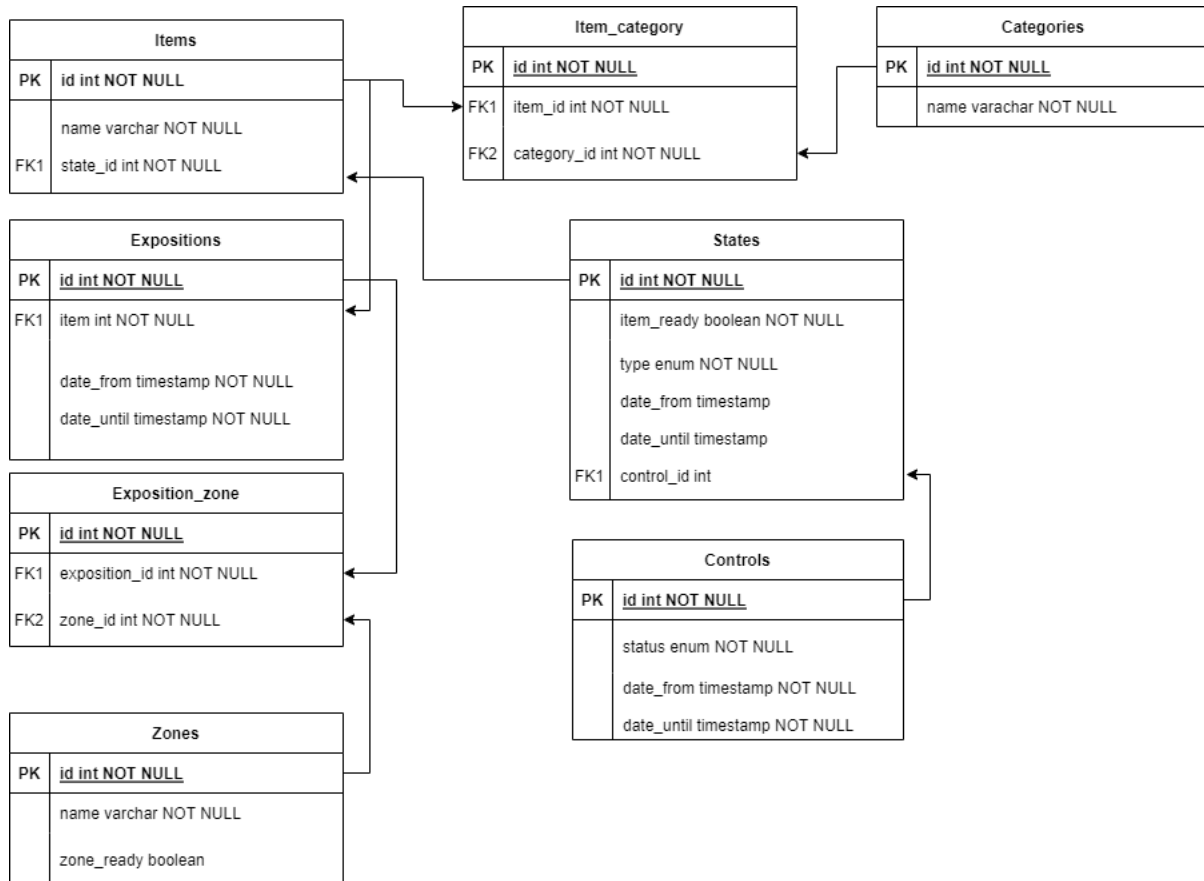 Items
PK id int NOT NULL
name varchar NOT NULL
FK1 state_id int NOT NULL
Item_category
PK id int NOT NULL
FK1 item_id int NOT NULL
FK2 category_id int NOT NULL
Categories
PK id int NOT NULL
name varachar NOT NULL
Expositions
PK id int NOT NULL
FK1 item int NOT NULL
date_from timestamp NOT NULL
date_until timestamp NOT NULL
States
PK id int NOT NULL
item_ready boolean NOT NULL
type enum NOT NULL
date_from timestamp
date_until timestamp
FK1 control_id int
Exposition_zone
PK id int NOT NULL
FK1 exposition_id int NOT NULL
FK2 zone_id int NOT NULL
Controls
PK id int NOT NULL
status enum NOT NULL
date_from timestamp NOT NULL
date_until timestamp NOT NULL
Zones
PK id int NOT NULL
name varchar NOT NULL
zone_ready boolean